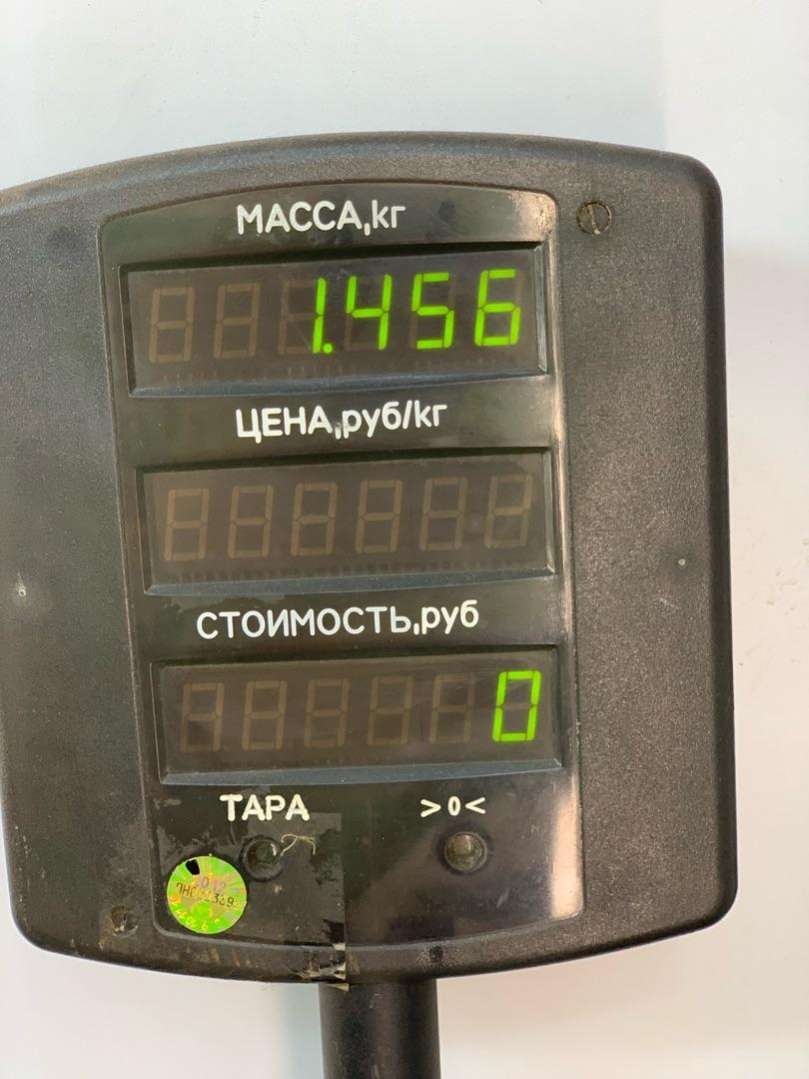 МАССА,кг
1.456
ЦЕНА,руб/кг
СТОИМОСТЬ,руб
0
ТАРА >0<